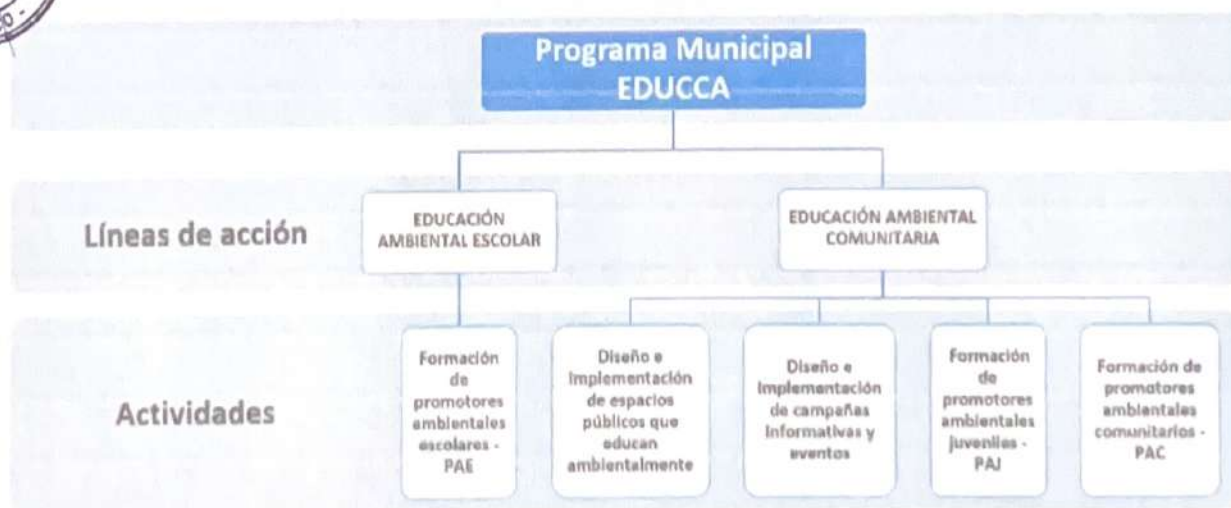 Programa Municipal
EDUCCA
Líneas de acción
EDUCACIÓN
AMBIENTAL ESCOLAR
EDUCACIÓN AMBIENTAL
COMUNITARIA
Actividades
Formación
de
promotores
ambientales
escolares -
PAE
Diseño e
Implementación
de espacios
públicos que
educan
ambientalmente
Diseño e
Implementación
de campañas
Informativas y
eventos
Formación
de
promotores
ambientales
juveniles -
PAJ
Formación de
promotores
ambientales
comunitarios -
PAC